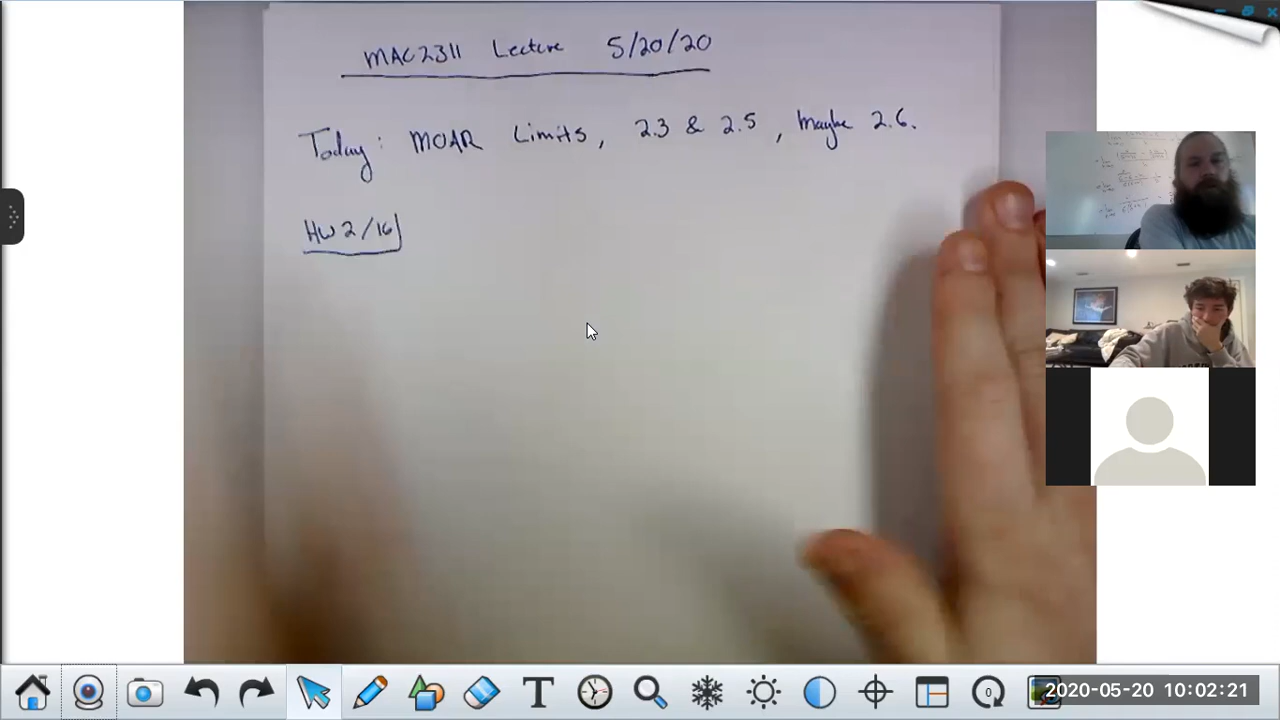 MAC2311 Lecture 5/20/20
Today: MOAR Limits, 2.3 & 2.5, Maybe 2.6.
HW 2/16
T
0
2020-05-20 10:02:21